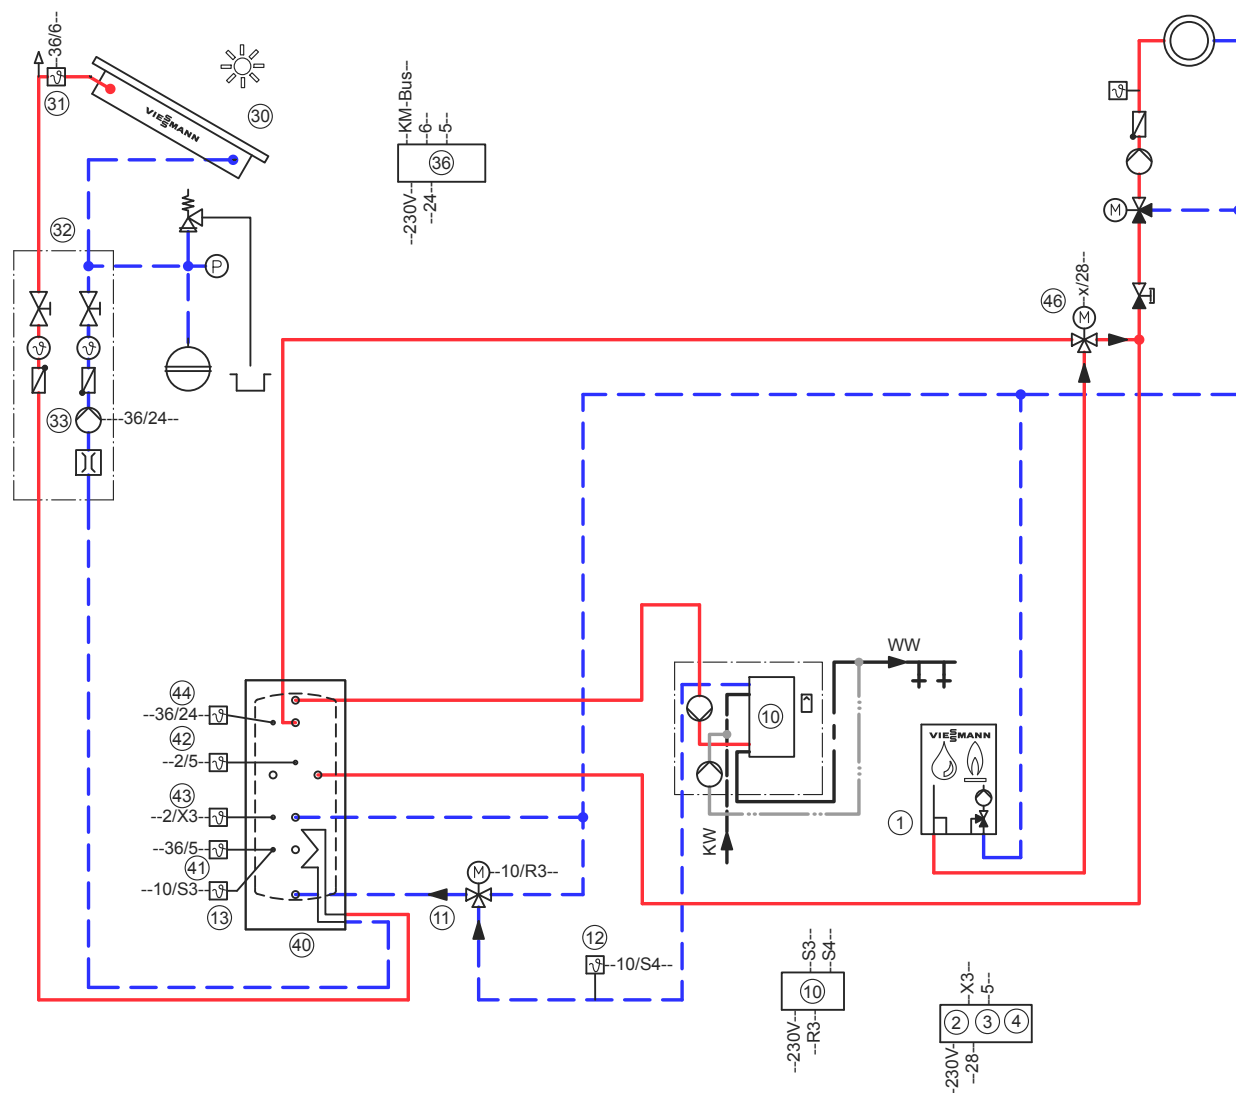 36/6--
31
VIESSMANN
30
--KM-Bus--
6--
5--
36
--230V--
--24--
32
P
M
46
--x/28--
M
ϑ
ϑ
ϑ
ϑ
33
----36/24--
WW
44
--36/24--
ϑ
42
--2/5--
ϑ
43
--2/X3--
ϑ
--36/5--
ϑ
41
--10/S3--
ϑ
13
40
10
VIESSMANN
1
KW
M
--10/R3--
11
12
ϑ
--10/S4--
--S3--
--S4--
10
--230V--
--R3--
--X3--
--5--
2
3
4
--230V--
--28--